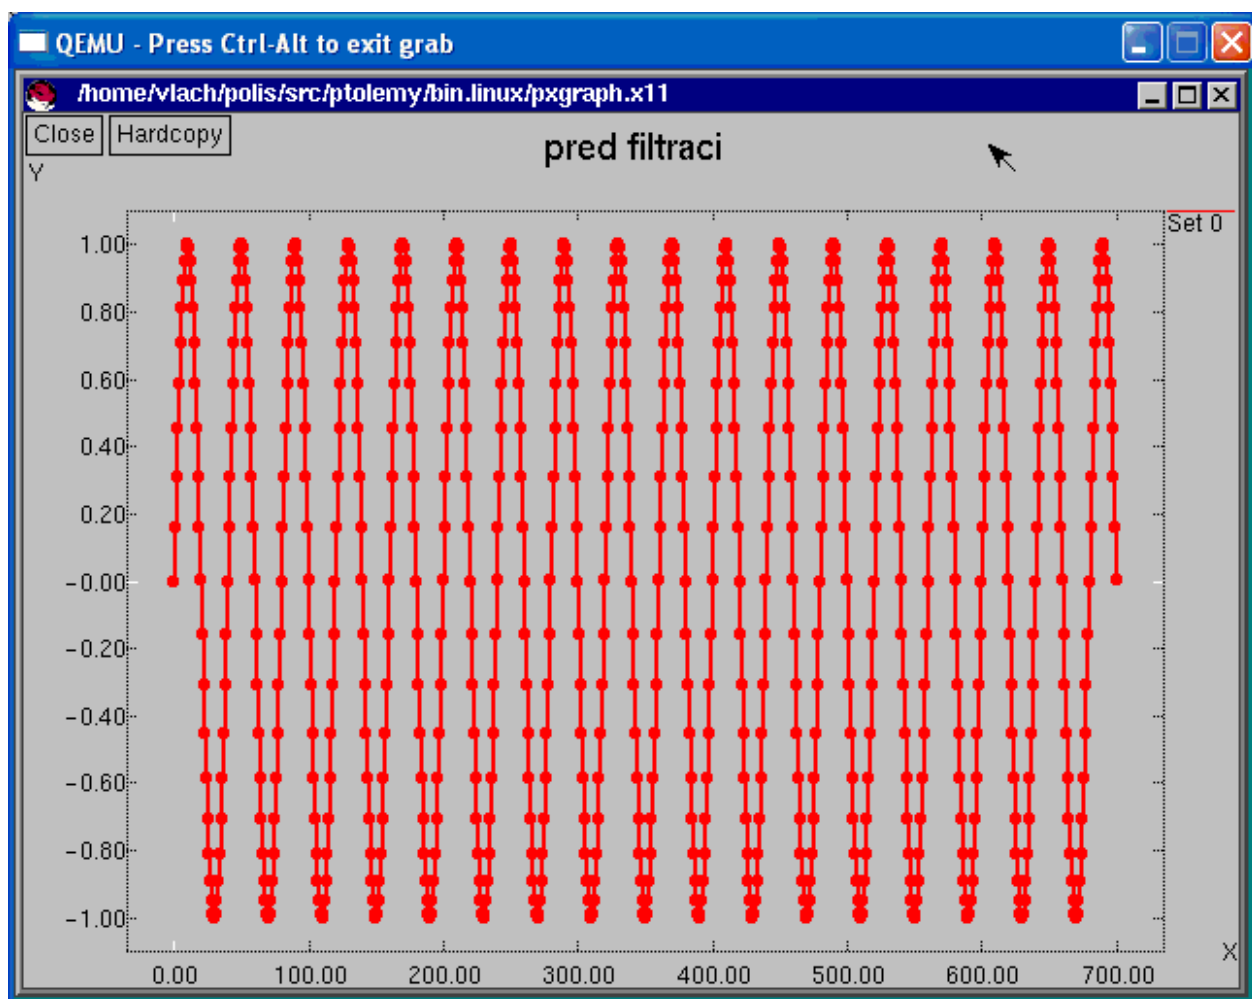 QEMU - Press Ctrl-Alt to exit grab
/home/vlach/polis/src/ptolemy/bin.linux/pxgraph.x11
Close Hardcopy
pred filtraci
Y
Set 0
1.00
0.80
0.60
0.40
0.20
-0.00
-0.20
-0.40
-0.60
-0.80
-1.00
X
0.00 100.00 200.00 300.00 400.00 500.00 600.00 700.00